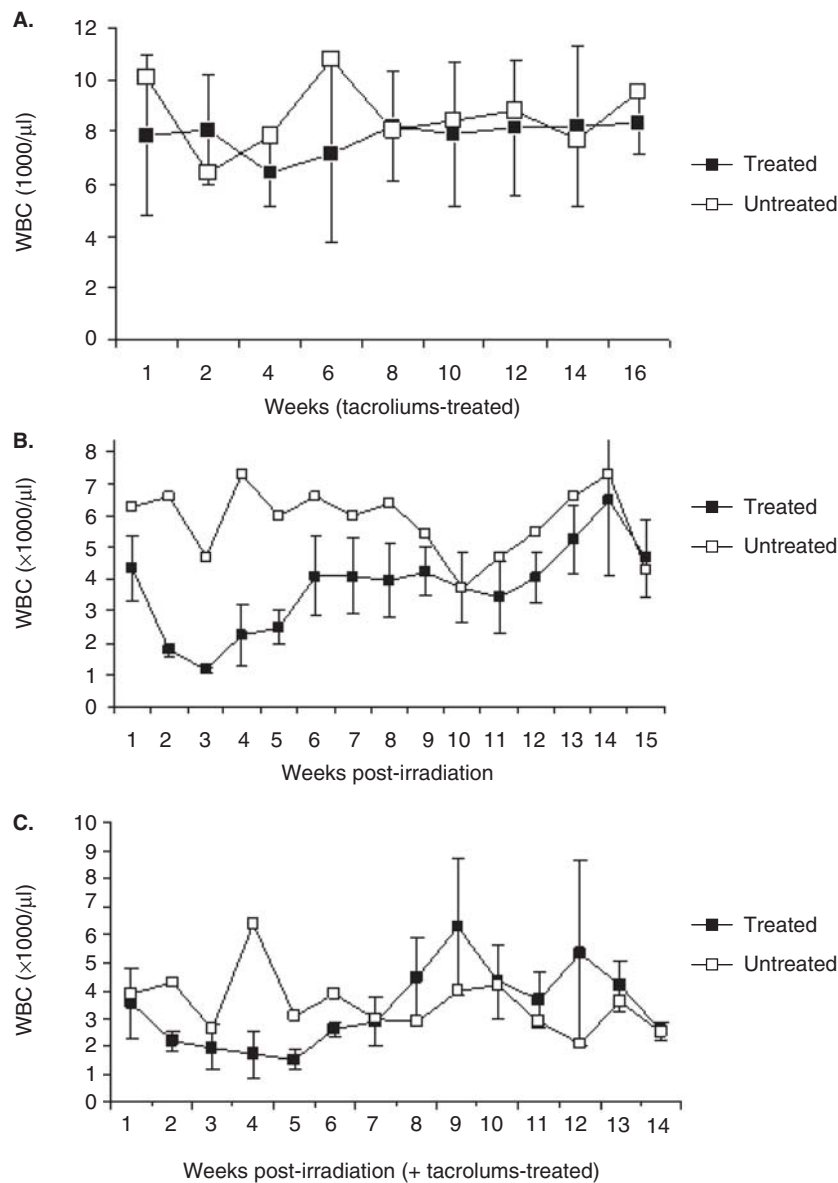 A.
12
10
8
6
4
2
0
WBC (1000/µl)
1 2 4 6 8 10 12 14 16
Weeks (tacroliums-treated)
Treated
Untreated
B.
8
7
6
5
4
3
2
1
0
WBC (×1000/µl)
1 2 3 4 5 6 7 8 9 10 11 12 13 14 15
Weeks post-irradiation
Treated
Untreated
C.
10
9
8
7
6
5
4
3
2
1
0
WBC (×1000/µl)
1 2 3 4 5 6 7 8 9 10 11 12 13 14
Weeks post-irradiation (+ tacrolums-treated)
Treated
Untreated